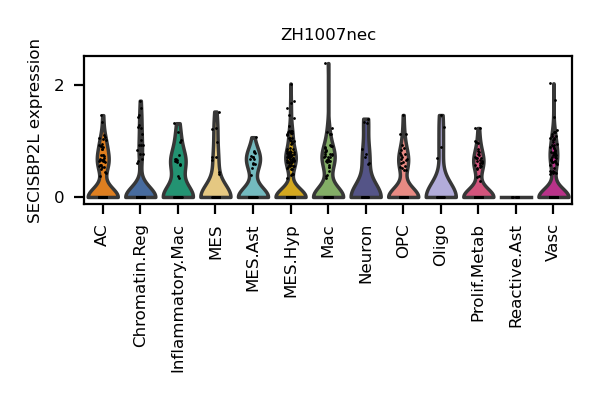 ZH1007nec
SECISBP2L expression
2
0
AC
Chromatin.Reg
Inflammatory.Mac
MES
MES.Ast
MES.Hyp
Mac
Neuron
OPC
Oligo
Prolif.Metab
Reactive.Ast
Vasc